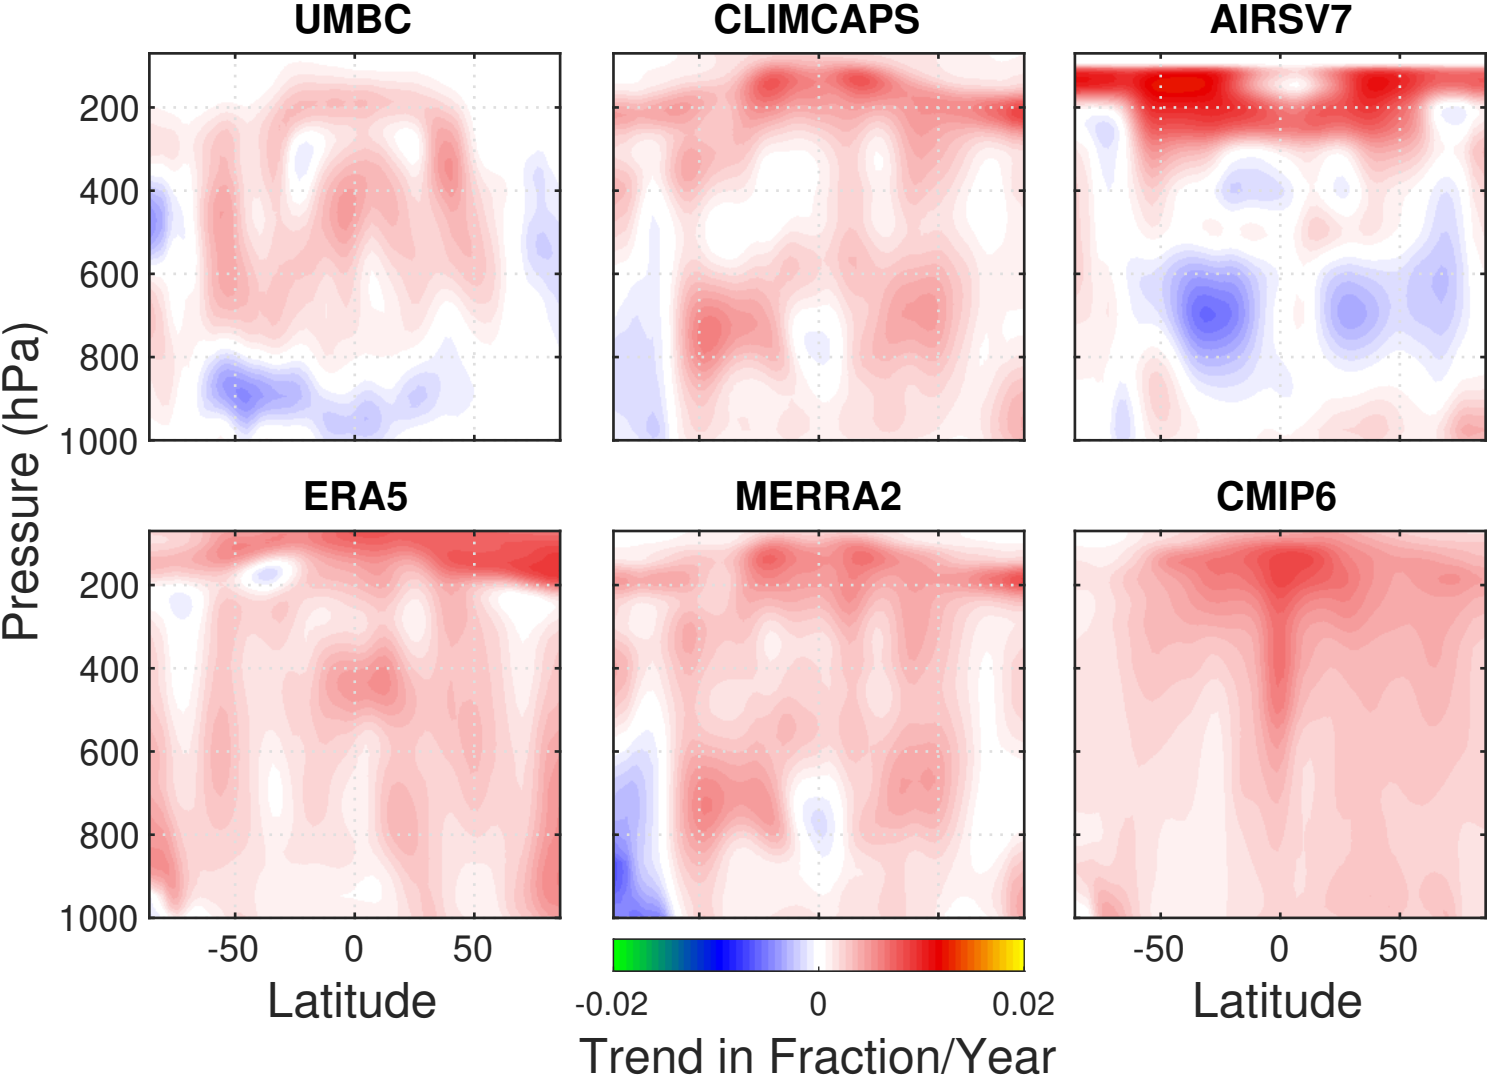 UMBC CLIMCAPS AIRSV7
200
400
600
800
1000
Pressure (hPa)
ERA5 MERRA2 CMIP6
200
400
600
800
1000
-50 0 50 -50 0 50
Latitude Latitude
-0.02 0 0.02
Trend in Fraction/Year